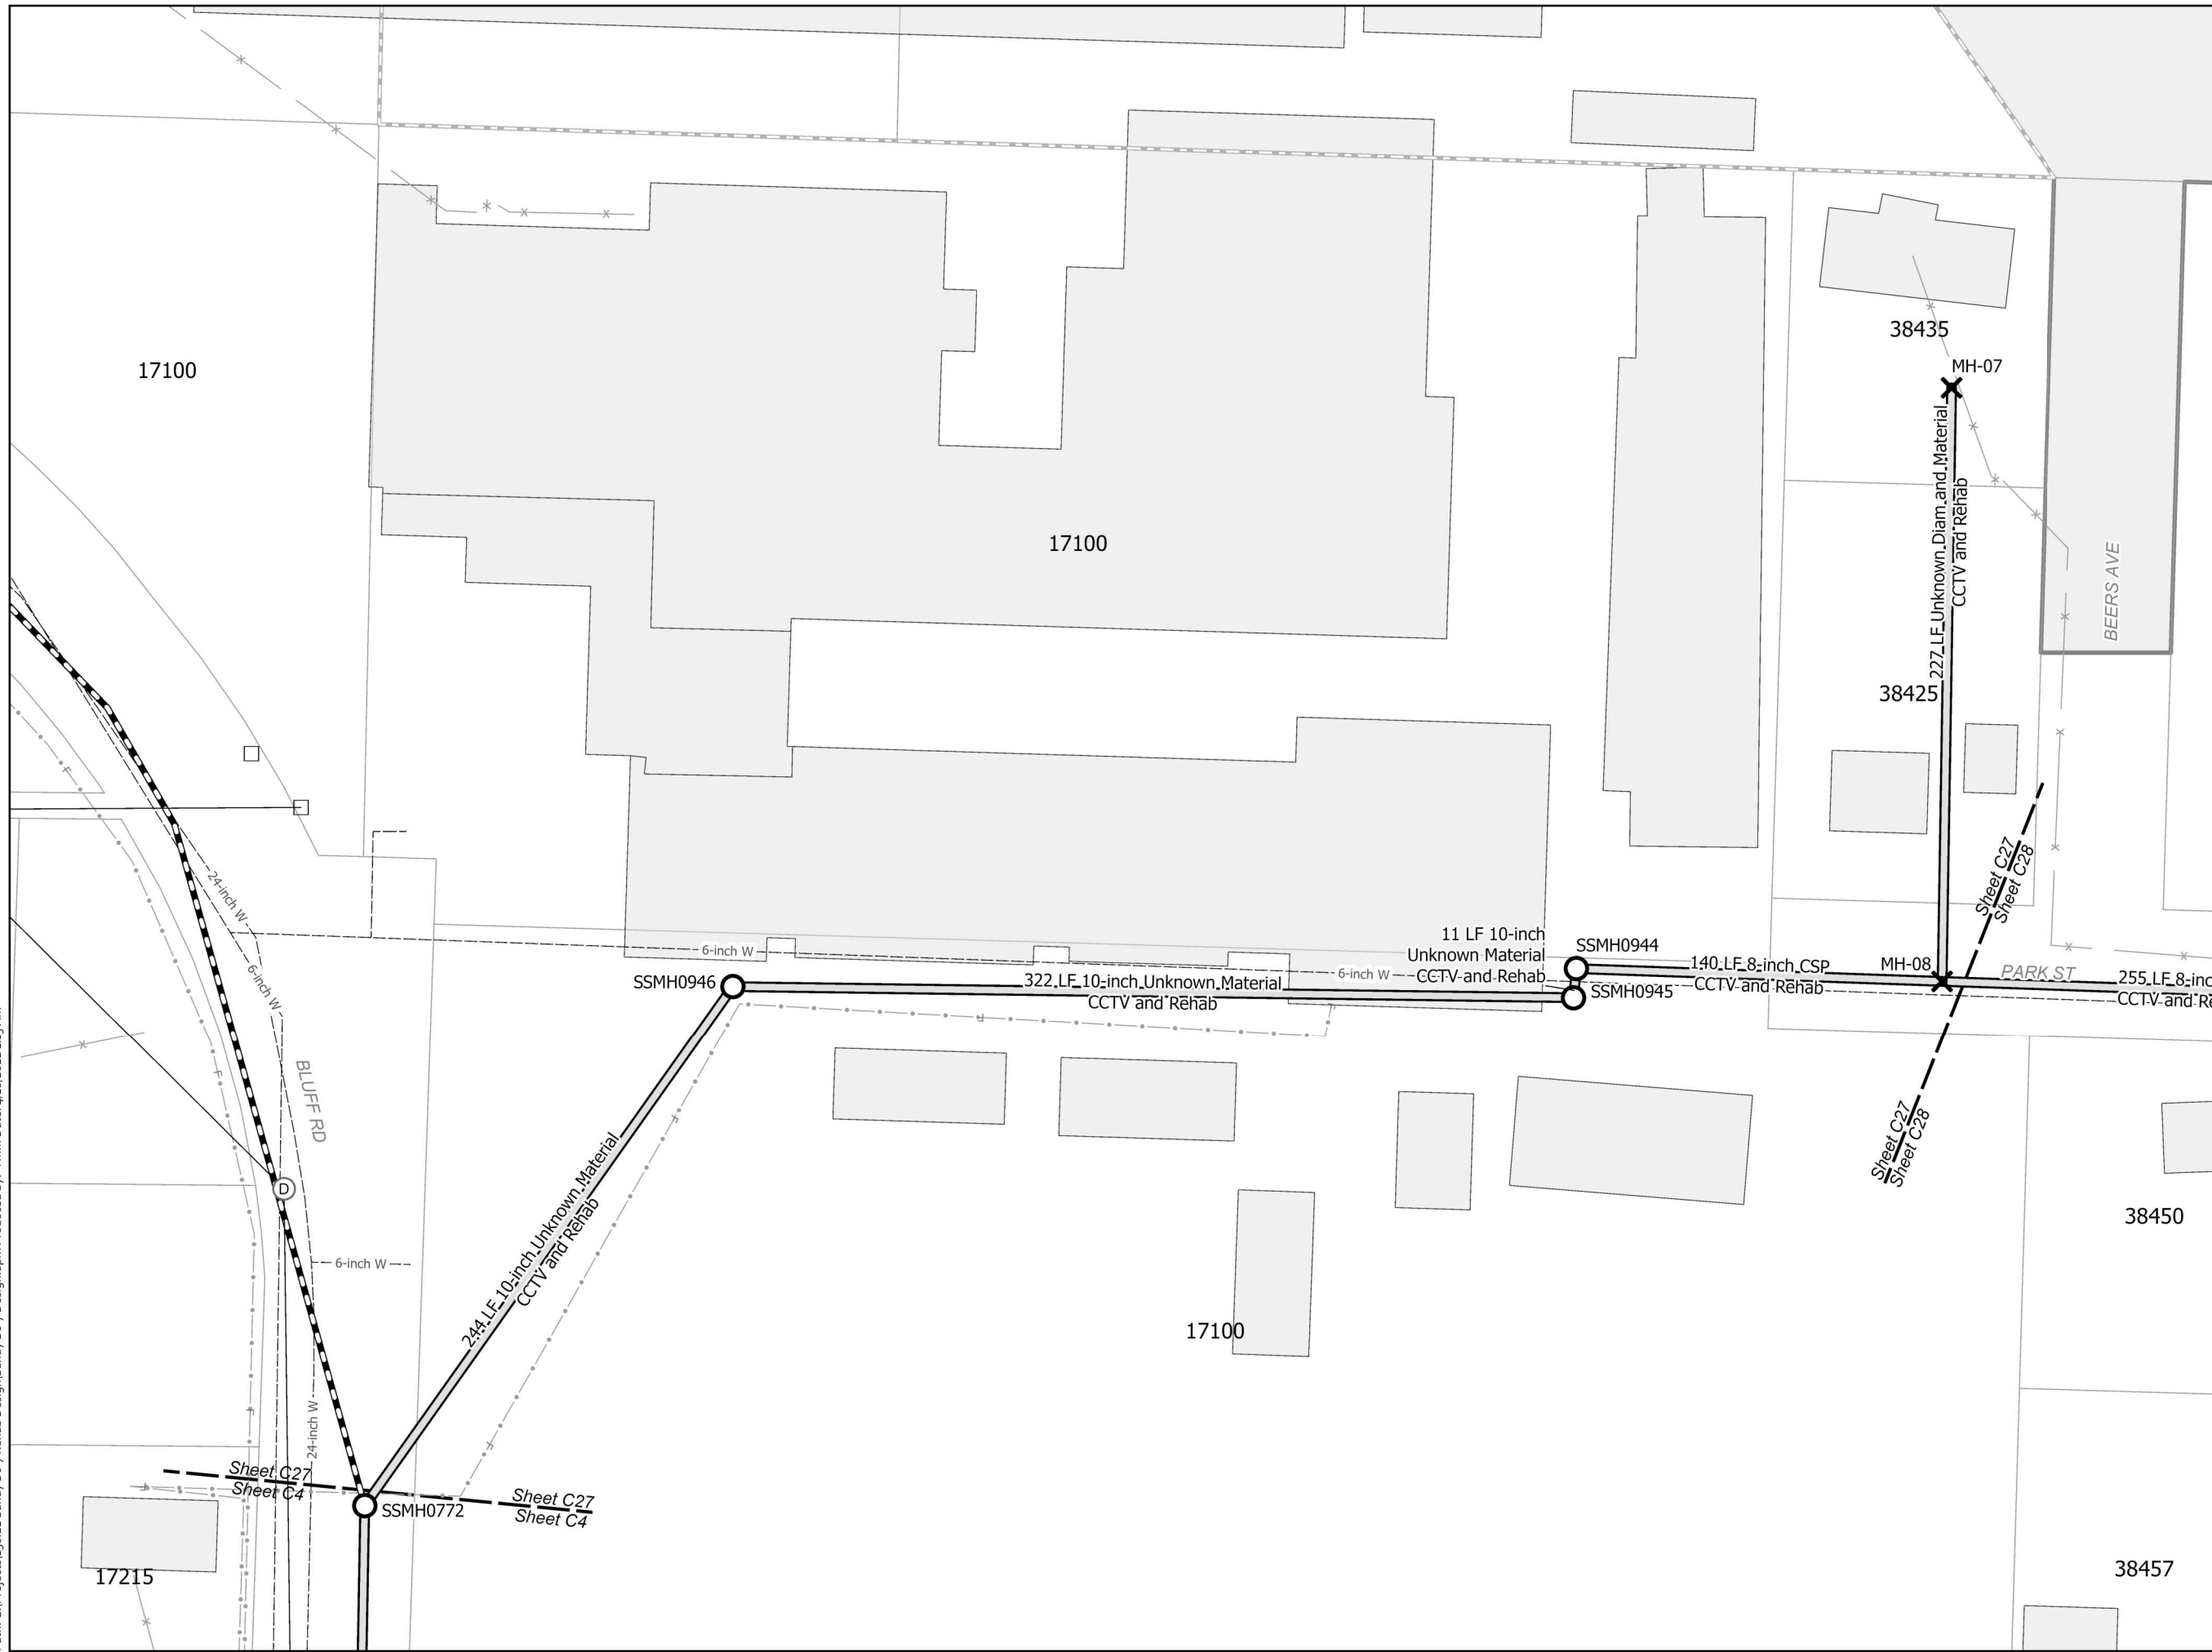 17100
38435
MH-07
227 LF Unknown Diam and Material
CCTV and Rehab
17100
BEERS AVE
38425
Sheet C27
Sheet C28
24-inch W
6-inch W
6-inch W
6-inch W
11 LF 10-inch
Unknown Material
CCTV and Rehab
SSMH0944
SSMH0945
SSMH0946
322 LF 10-inch Unknown Material
CCTV and Rehab
140 LF 8-inch CSP
CCTV and Rehab
MH-08
PARK ST
255 LF 8-inc
CCTV and Re
BLUFF RD
F
F
F
F
F
F
F
F
D
244 LF 10-inch Unknown Material
CCTV and Rehab
Sheet C27
Sheet C28
38450
6-inch W
17100
24-inch W
Sheet C27
Sheet C4
Sheet C27
Sheet C4
SSMH0772
17215
38457